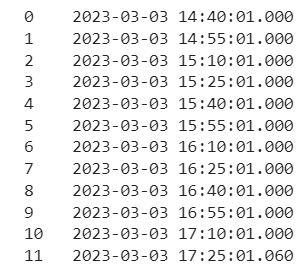 0 2023-03-03 14:40:01.000
1 2023-03-03 14:55:01.000
2 2023-03-03 15:10:01.000
3 2023-03-03 15:25:01.000
4 2023-03-03 15:40:01.000
5 2023-03-03 15:55:01.000
6 2023-03-03 16:10:01.000
7 2023-03-03 16:25:01.000
8 2023-03-03 16:40:01.000
9 2023-03-03 16:55:01.000
10 2023-03-03 17:10:01.000
11 2023-03-03 17:25:01.060